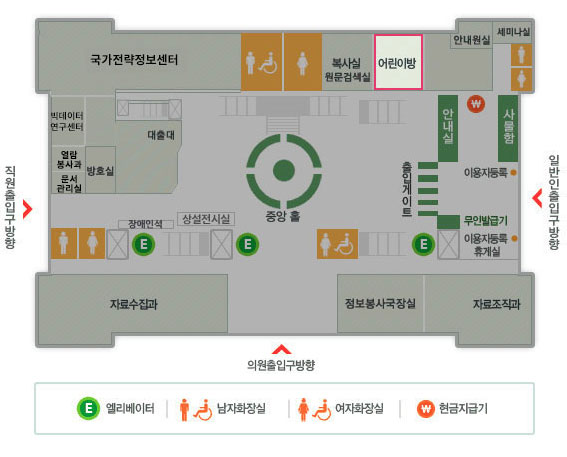 국가전략정보센터
복사실
원문검색실
어린이방
안내원실
세미나실
빅데이터
연구센터
대출대
열람
봉사과
방호실
문서
관리실
안내실
사물함
₩
이용자등록
출입게이트
중앙 홀
무인발급기
이용자등록
휴게실
장애인석
상설전시실
E
E
E
직원출입구방향
일반인출입구방향
자료수집과
정보봉사국장실
자료조직과
의원출입구방향
E 엘리베이터
남자화장실
여자화장실
₩ 현금지급기